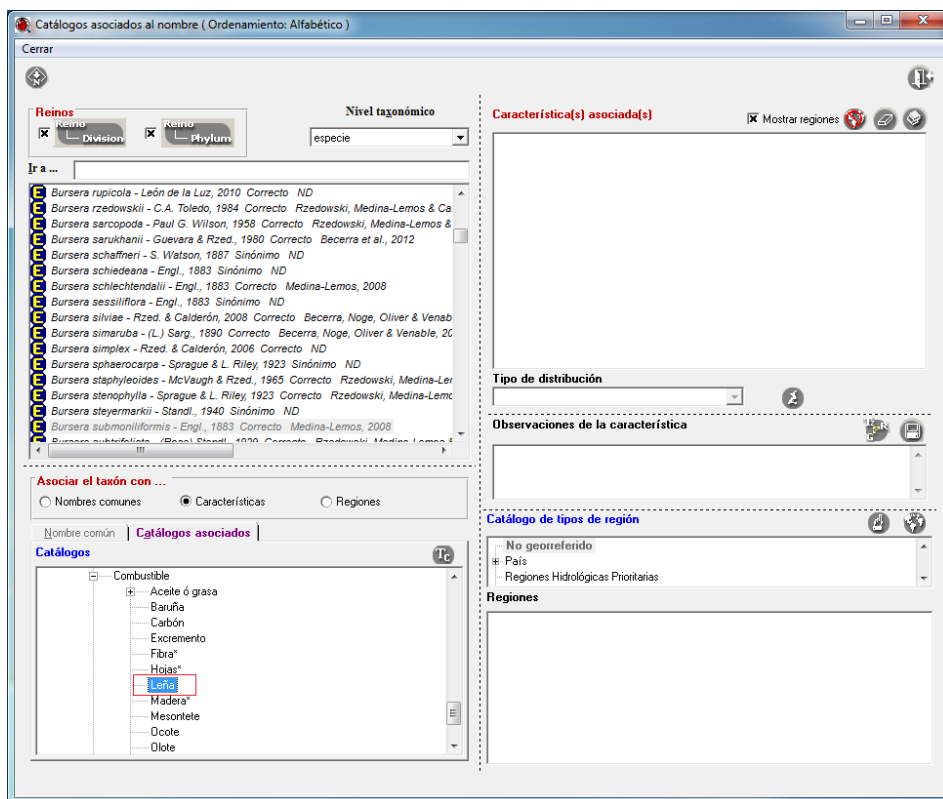 Catálogos asociados al nombre ( Ordenamiento: Alfabético )
Cerrar
Reinos
Reino
Division
Reino
Phylum
Nivel taxonómico
especie
Ir a ...
Bursera rupicola - León de la Luz, 2010 Correcto ND
Bursera rzedowskii - C.A. Toledo, 1984 Correcto Rzedowski, Medina-Lemos & Ca
Bursera sarcopoda - Paul G. Wilson, 1958 Correcto Rzedowski, Medina-Lemos &
Bursera sarukhanii - Guevara & Rzed., 1980 Correcto Becerra et al., 2012
Bursera schaffneri - S. Watson, 1887 Sinónimo ND
Bursera schiedeana - Engl., 1883 Sinónimo ND
Bursera schlechtendalii - Engl., 1883 Correcto Medina-Lemos, 2008
Bursera sessiliflora - Engl., 1883 Sinónimo ND
Bursera silviae - Rzed. & Calderón, 2008 Correcto Becerra, Noge, Oliver & Venab
Bursera simaruba - (L.) Sarg., 1890 Correcto Becerra, Noge, Oliver & Venable, 20
Bursera simplex - Rzed. & Calderón, 2006 Correcto ND
Bursera sphaerocarpa - Sprague & L. Riley, 1923 Sinónimo ND
Bursera staphyleoides - McVaugh & Rzed., 1965 Correcto Rzedowski, Medina-Ler
Bursera stenophylla - Sprague & L. Riley, 1923 Correcto Rzedowski, Medina-Lemc
Bursera steyermarkii - Standl., 1940 Sinónimo ND
Bursera submoniliformis - Engl., 1883 Correcto Medina-Lemos, 2008
Asociar el taxón con ...
Nombres comunes
Características
Regiones
Nombre común
Catálogos asociados
Catálogos
Tc
Combustible
Aceite ó grasa
Baruña
Carbón
Excremento
Fibra*
Hojas*
Leña
Madera*
Mesontete
Ocote
Olote
Característica(s) asociada(s)
Mostrar regiones
Tipo de distribución
Observaciones de la característica
Catálogo de tipos de región
No georreferido
País
Regiones Hidrológicas Prioritarias
Regiones